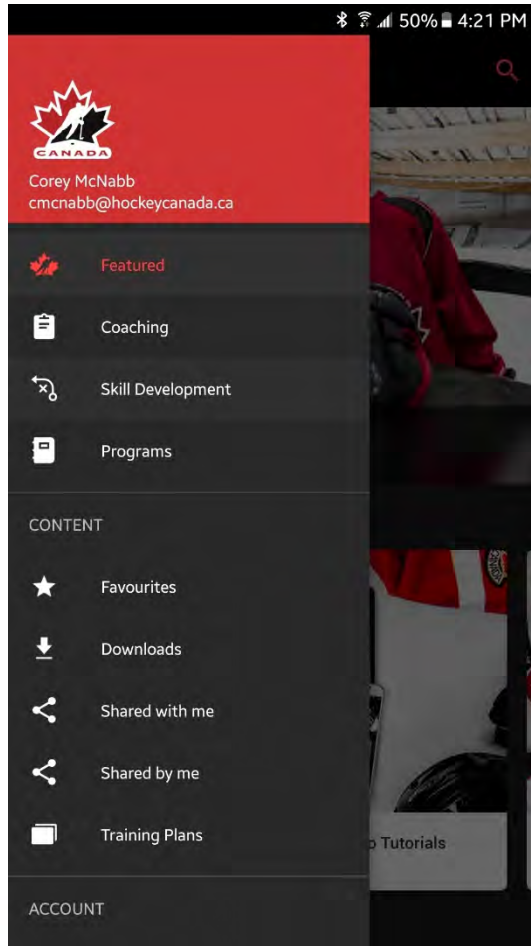 50% 4:21 PM
CANADA
Corey McNabb
cmcnabb@hockeycanada.ca
Featured
Coaching
Skill Development
Programs
CONTENT
Favourites
Downloads
Shared with me
Shared by me
Training Plans
Tutorials
ACCOUNT